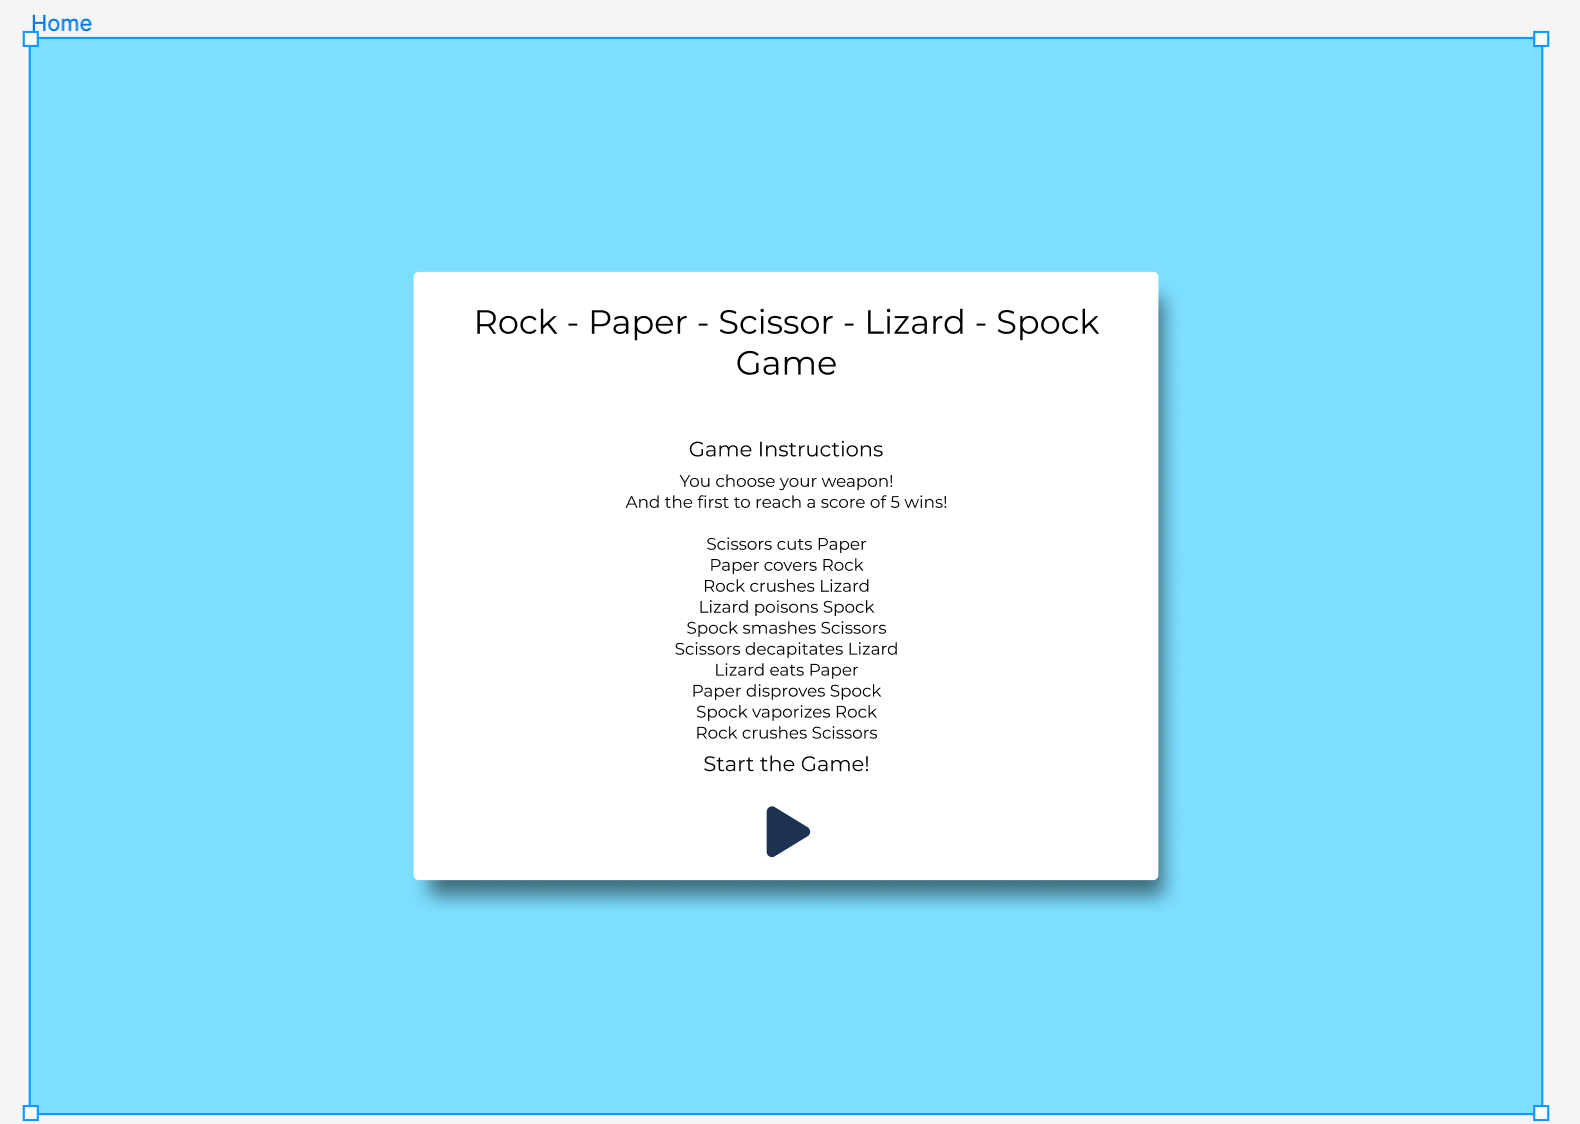 Home
Rock - Paper - Scissor - Lizard - Spock
Game
Game Instructions
You choose your weapon!
And the first to reach a score of 5 wins!
Scissors cuts Paper
Paper covers Rock
Rock crushes Lizard
Lizard poisons Spock
Spock smashes Scissors
Scissors decapitates Lizard
Lizard eats Paper
Paper disproves Spock
Spock vaporizes Rock
Rock crushes Scissors
Start the Game!